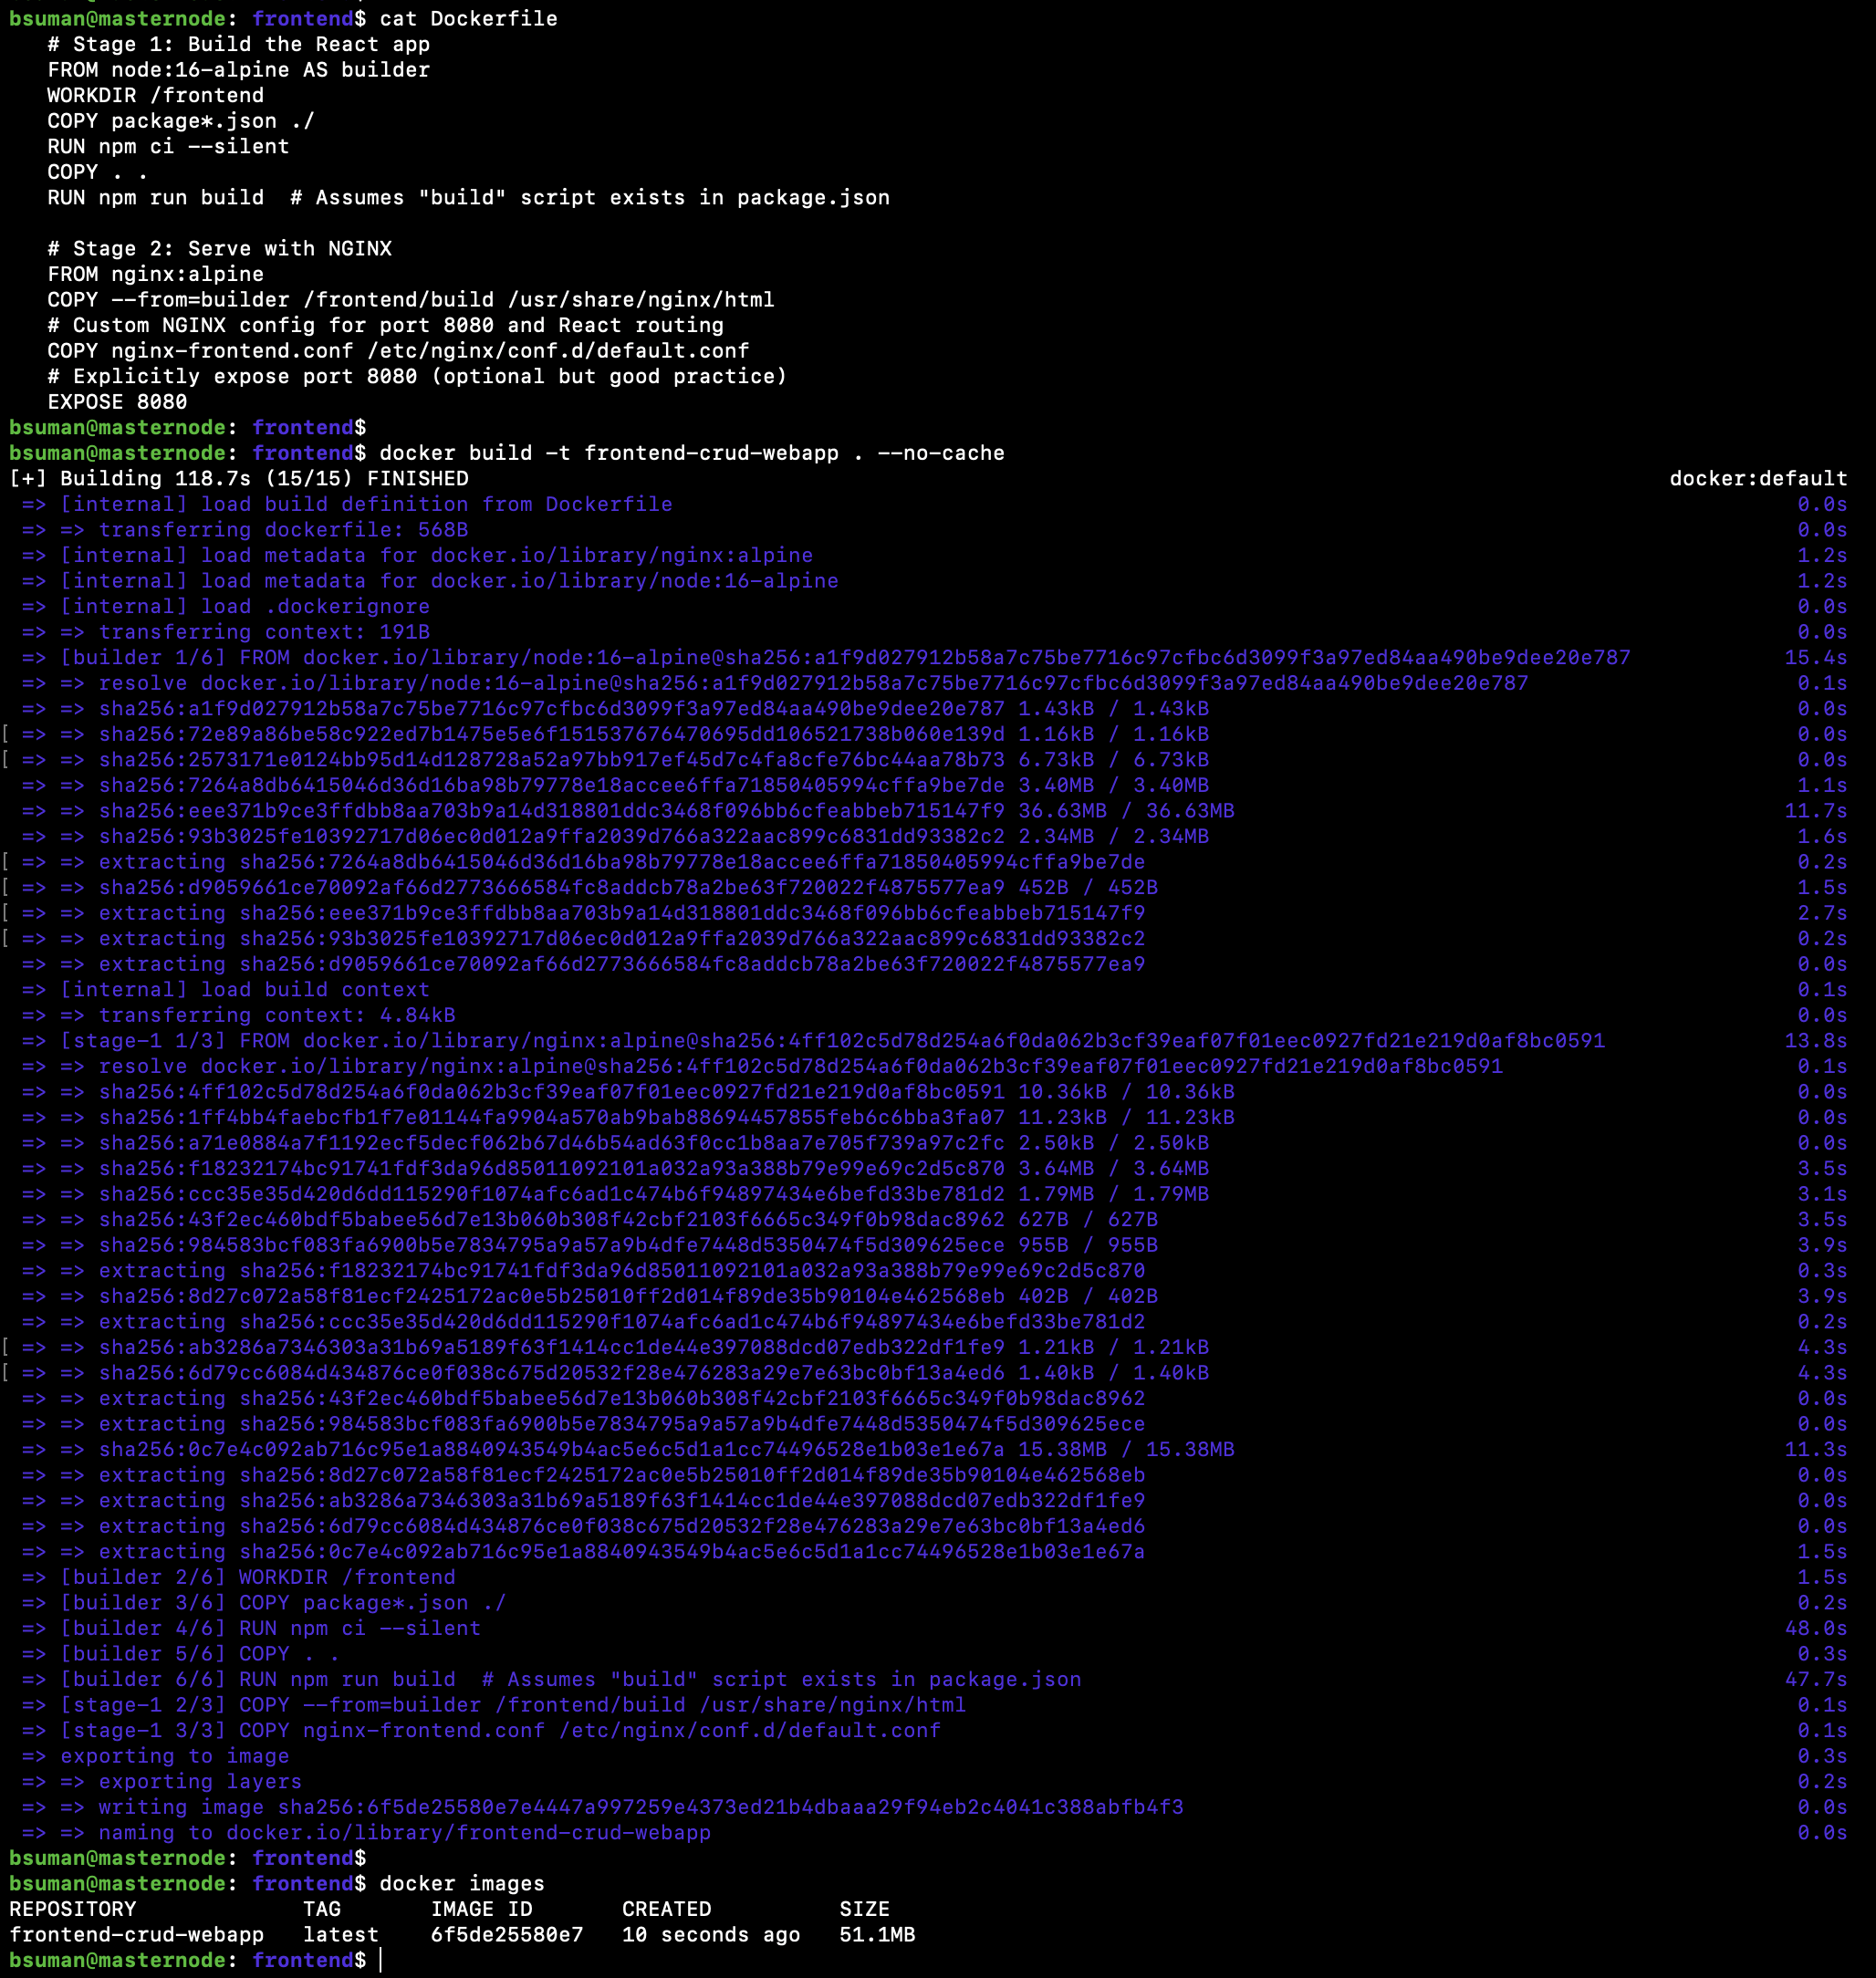 bsuman@masternode: frontend$ cat Dockerfile
# Stage 1: Build the React app
FROM node:16-alpine AS builder
WORKDIR /frontend
COPY package*.json ./
RUN npm ci --silent
COPY . .
RUN npm run build  # Assumes "build" script exists in package.json
# Stage 2: Serve with NGINX
FROM nginx:alpine
COPY --from=builder /frontend/build /usr/share/nginx/html
# Custom NGINX config for port 8080 and React routing
COPY nginx-frontend.conf /etc/nginx/conf.d/default.conf
# Explicitly expose port 8080 (optional but good practice)
EXPOSE 8080
bsuman@masternode: frontend$
bsuman@masternode: frontend$ docker build -t frontend-crud-webapp . --no-cache
[+] Building 118.7s (15/15) FINISHED docker:default
=> [internal] load build definition from Dockerfile 0.0s
=> => transferring dockerfile: 568B 0.0s
=> [internal] load metadata for docker.io/library/nginx:alpine 1.2s
=> [internal] load metadata for docker.io/library/node:16-alpine 1.2s
=> [internal] load .dockerignore 0.0s
=> => transferring context: 191B 0.0s
=> [builder 1/6] FROM docker.io/library/node:16-alpine@sha256:a1f9d027912b58a7c75be7716c97cfbc6d3099f3a97ed84aa490be9dee20e787 15.4s
=> => resolve docker.io/library/node:16-alpine@sha256:a1f9d027912b58a7c75be7716c97cfbc6d3099f3a97ed84aa490be9dee20e787 0.1s
=> => sha256:a1f9d027912b58a7c75be7716c97cfbc6d3099f3a97ed84aa490be9dee20e787 1.43kB / 1.43kB 0.0s
[ => => sha256:72e89a86be58c922ed7b1475e5e6f151537676470695dd106521738b060e139d 1.16kB / 1.16kB 0.0s
[ => => sha256:2573171e0124bb95d14d128728a52a97bb917ef45d7c4fa8cfe76bc44aa78b73 6.73kB / 6.73kB 0.0s
=> => sha256:7264a8db6415046d36d16ba98b79778e18accee6ffa71850405994cffa9be7de 3.40MB / 3.40MB 1.1s
=> => sha256:eee371b9ce3ffdbb8aa703b9a14d318801ddc3468f096bb6cfeabbeb715147f9 36.63MB / 36.63MB 11.7s
=> => sha256:93b3025fe10392717d06ec0d012a9ffa2039d766a322aac899c6831dd93382c2 2.34MB / 2.34MB 1.6s
[ => => extracting sha256:7264a8db6415046d36d16ba98b79778e18accee6ffa71850405994cffa9be7de 0.2s
[ => => sha256:d9059661ce70092af66d2773666584fc8addcb78a2be63f720022f4875577ea9 452B / 452B 1.5s
[ => => extracting sha256:eee371b9ce3ffdbb8aa703b9a14d318801ddc3468f096bb6cfeabbeb715147f9 2.7s
[ => => extracting sha256:93b3025fe10392717d06ec0d012a9ffa2039d766a322aac899c6831dd93382c2 0.2s
=> => extracting sha256:d9059661ce70092af66d2773666584fc8addcb78a2be63f720022f4875577ea9 0.0s
=> [internal] load build context 0.1s
=> => transferring context: 4.84kB 0.0s
=> [stage-1 1/3] FROM docker.io/library/nginx:alpine@sha256:4ff102c5d78d254a6f0da062b3cf39eaf07f01eec0927fd21e219d0af8bc0591 13.8s
=> => resolve docker.io/library/nginx:alpine@sha256:4ff102c5d78d254a6f0da062b3cf39eaf07f01eec0927fd21e219d0af8bc0591 0.1s
=> => sha256:4ff102c5d78d254a6f0da062b3cf39eaf07f01eec0927fd21e219d0af8bc0591 10.36kB / 10.36kB 0.0s
=> => sha256:1ff4bb4faebcfb1f7e01144fa9904a570ab9bab88694457855feb6c6bba3fa07 11.23kB / 11.23kB 0.0s
=> => sha256:a71e0884a7f1192ecf5decf062b67d46b54ad63f0cc1b8aa7e705f739a97c2fc 2.50kB / 2.50kB 0.0s
=> => sha256:f18232174bc91741fdf3da96d85011092101a032a93a388b79e99e69c2d5c870 3.64MB / 3.64MB 3.5s
=> => sha256:ccc35e35d420d6dd115290f1074afc6ad1c474b6f94897434e6befd33be781d2 1.79MB / 1.79MB 3.1s
=> => sha256:43f2ec460bdf5babee56d7e13b060b308f42cbf2103f6665c349f0b98dac8962 627B / 627B 3.5s
=> => sha256:984583bcf083fa6900b5e7834795a9a57a9b4dfe7448d5350474f5d309625ece 955B / 955B 3.9s
=> => extracting sha256:f18232174bc91741fdf3da96d85011092101a032a93a388b79e99e69c2d5c870 0.3s
=> => sha256:8d27c072a58f81ecf2425172ac0e5b25010ff2d014f89de35b90104e462568eb 402B / 402B 3.9s
=> => extracting sha256:ccc35e35d420d6dd115290f1074afc6ad1c474b6f94897434e6befd33be781d2 0.2s
[ => => sha256:ab3286a7346303a31b69a5189f63f1414cc1de44e397088dcd07edb322df1fe9 1.21kB / 1.21kB 4.3s
[ => => sha256:6d79cc6084d434876ce0f038c675d20532f28e476283a29e7e63bc0bf13a4ed6 1.40kB / 1.40kB 4.3s
=> => extracting sha256:43f2ec460bdf5babee56d7e13b060b308f42cbf2103f6665c349f0b98dac8962 0.0s
=> => extracting sha256:984583bcf083fa6900b5e7834795a9a57a9b4dfe7448d5350474f5d309625ece 0.0s
=> => sha256:0c7e4c092ab716c95e1a8840943549b4ac5e6c5d1a1cc74496528e1b03e1e67a 15.38MB / 15.38MB 11.3s
=> => extracting sha256:8d27c072a58f81ecf2425172ac0e5b25010ff2d014f89de35b90104e462568eb 0.0s
=> => extracting sha256:ab3286a7346303a31b69a5189f63f1414cc1de44e397088dcd07edb322df1fe9 0.0s
=> => extracting sha256:6d79cc6084d434876ce0f038c675d20532f28e476283a29e7e63bc0bf13a4ed6 0.0s
=> => extracting sha256:0c7e4c092ab716c95e1a8840943549b4ac5e6c5d1a1cc74496528e1b03e1e67a 1.5s
=> [builder 2/6] WORKDIR /frontend 1.5s
=> [builder 3/6] COPY package*.json ./ 0.2s
=> [builder 4/6] RUN npm ci --silent 48.0s
=> [builder 5/6] COPY . . 0.3s
=> [builder 6/6] RUN npm run build  # Assumes "build" script exists in package.json 47.7s
=> [stage-1 2/3] COPY --from=builder /frontend/build /usr/share/nginx/html 0.1s
=> [stage-1 3/3] COPY nginx-frontend.conf /etc/nginx/conf.d/default.conf 0.1s
=> exporting to image 0.3s
=> => exporting layers 0.2s
=> => writing image sha256:6f5de25580e7e4447a997259e4373ed21b4dbaaa29f94eb2c4041c388abfb4f3 0.0s
=> => naming to docker.io/library/frontend-crud-webapp 0.0s
bsuman@masternode: frontend$
bsuman@masternode: frontend$ docker images
REPOSITORY TAG IMAGE ID CREATED SIZE
frontend-crud-webapp latest 6f5de25580e7 10 seconds ago 51.1MB
bsuman@masternode: frontend$